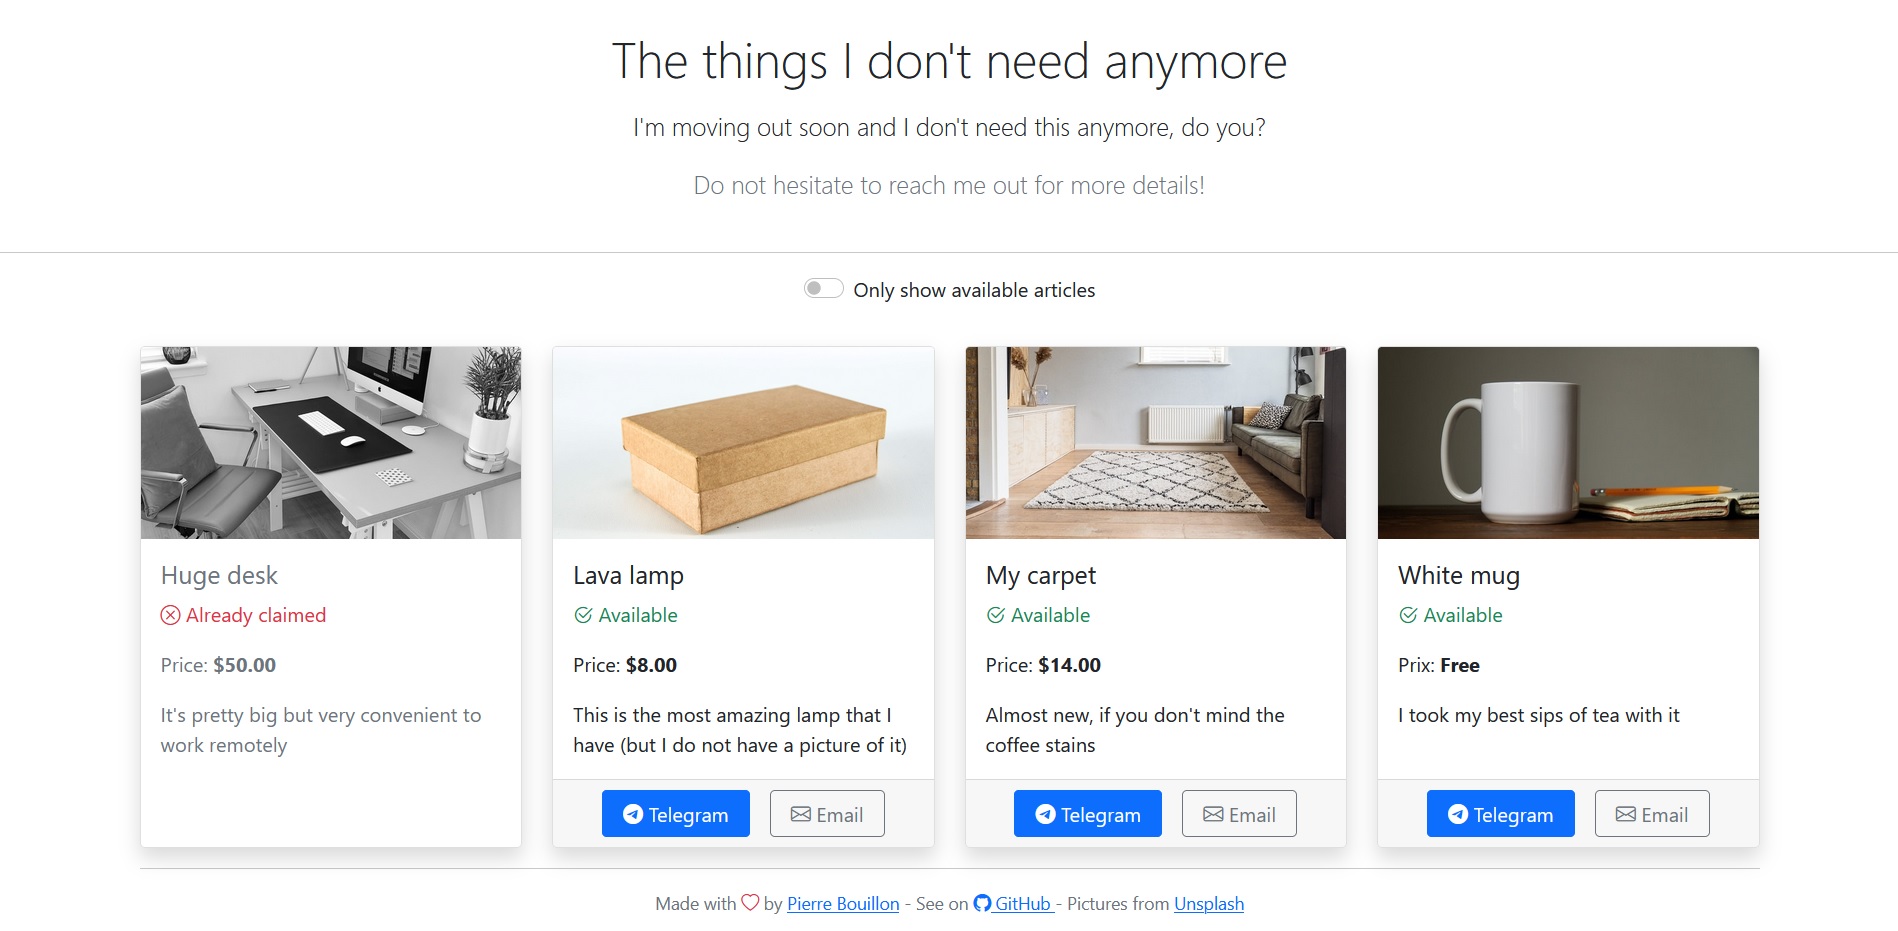 The things I don't need anymore
I'm moving out soon and I don't need this anymore, do you?
Do not hesitate to reach me out for more details!
Only show available articles
Huge desk
Already claimed
Price: $50.00
It's pretty big but very convenient to
work remotely
Lava lamp
Available
Price: $8.00
This is the most amazing lamp that I
have (but I do not have a picture of it)
Telegram
Email
My carpet
Available
Price: $14.00
Almost new, if you don't mind the
coffee stains
Telegram
Email
White mug
Available
Prix: Free
I took my best sips of tea with it
Telegram
Email
Made with by Pierre Bouillon - See on GitHub - Pictures from Unsplash